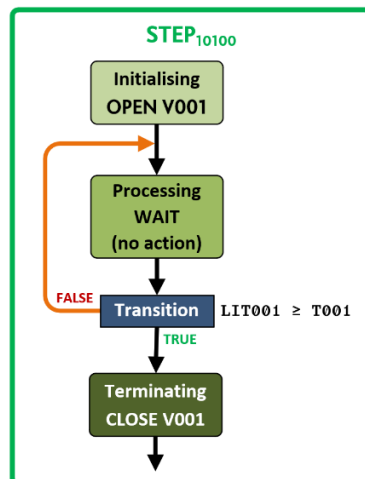 STEP10100
Initialising
OPEN V001
Processing
WAIT
(no action)
FALSE
Transition
LIT001 ≥ T001
TRUE
Terminating
CLOSE V001